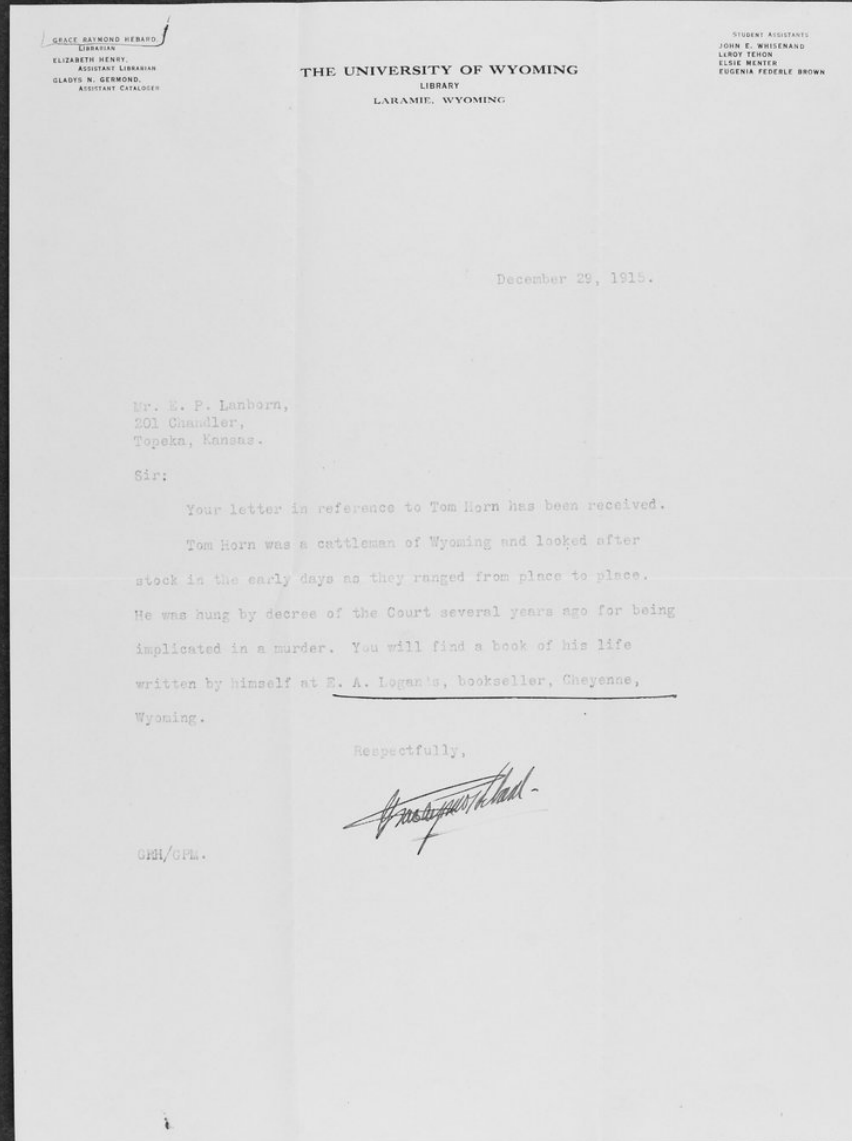 GRACE RAYMOND HEBARD,
LIBRARIAN
ELIZABETH HENRY,
ASSISTANT LIBRARIAN
GLADYS N. GERMOND,
ASSISTANT CATALOGER
THE UNIVERSITY OF WYOMING
LIBRARY
LARAMIE, WYOMING
STUDENT ASSISTANTS
JOHN E. WHISENAND
LEROY TEHON
ELSIE MENTER
EUGENIA FEDERLE BROWN
December 29, 1915.
Mr. E. P. Lanborn,
201 Chandler,
Topeka, Kansas.
Sir:
Your letter in reference to Tom Horn has been received.
Tom Horn was a cattleman of Wyoming and looked after
stock in the early days as they ranged from place to place.
He was hung by decree of the Court several years ago for being
implicated in a murder. You will find a book of his life
written by himself at E. A. Logan's, bookseller, Cheyenne,
Wyoming.
Respectfully,
GRH/GPM.